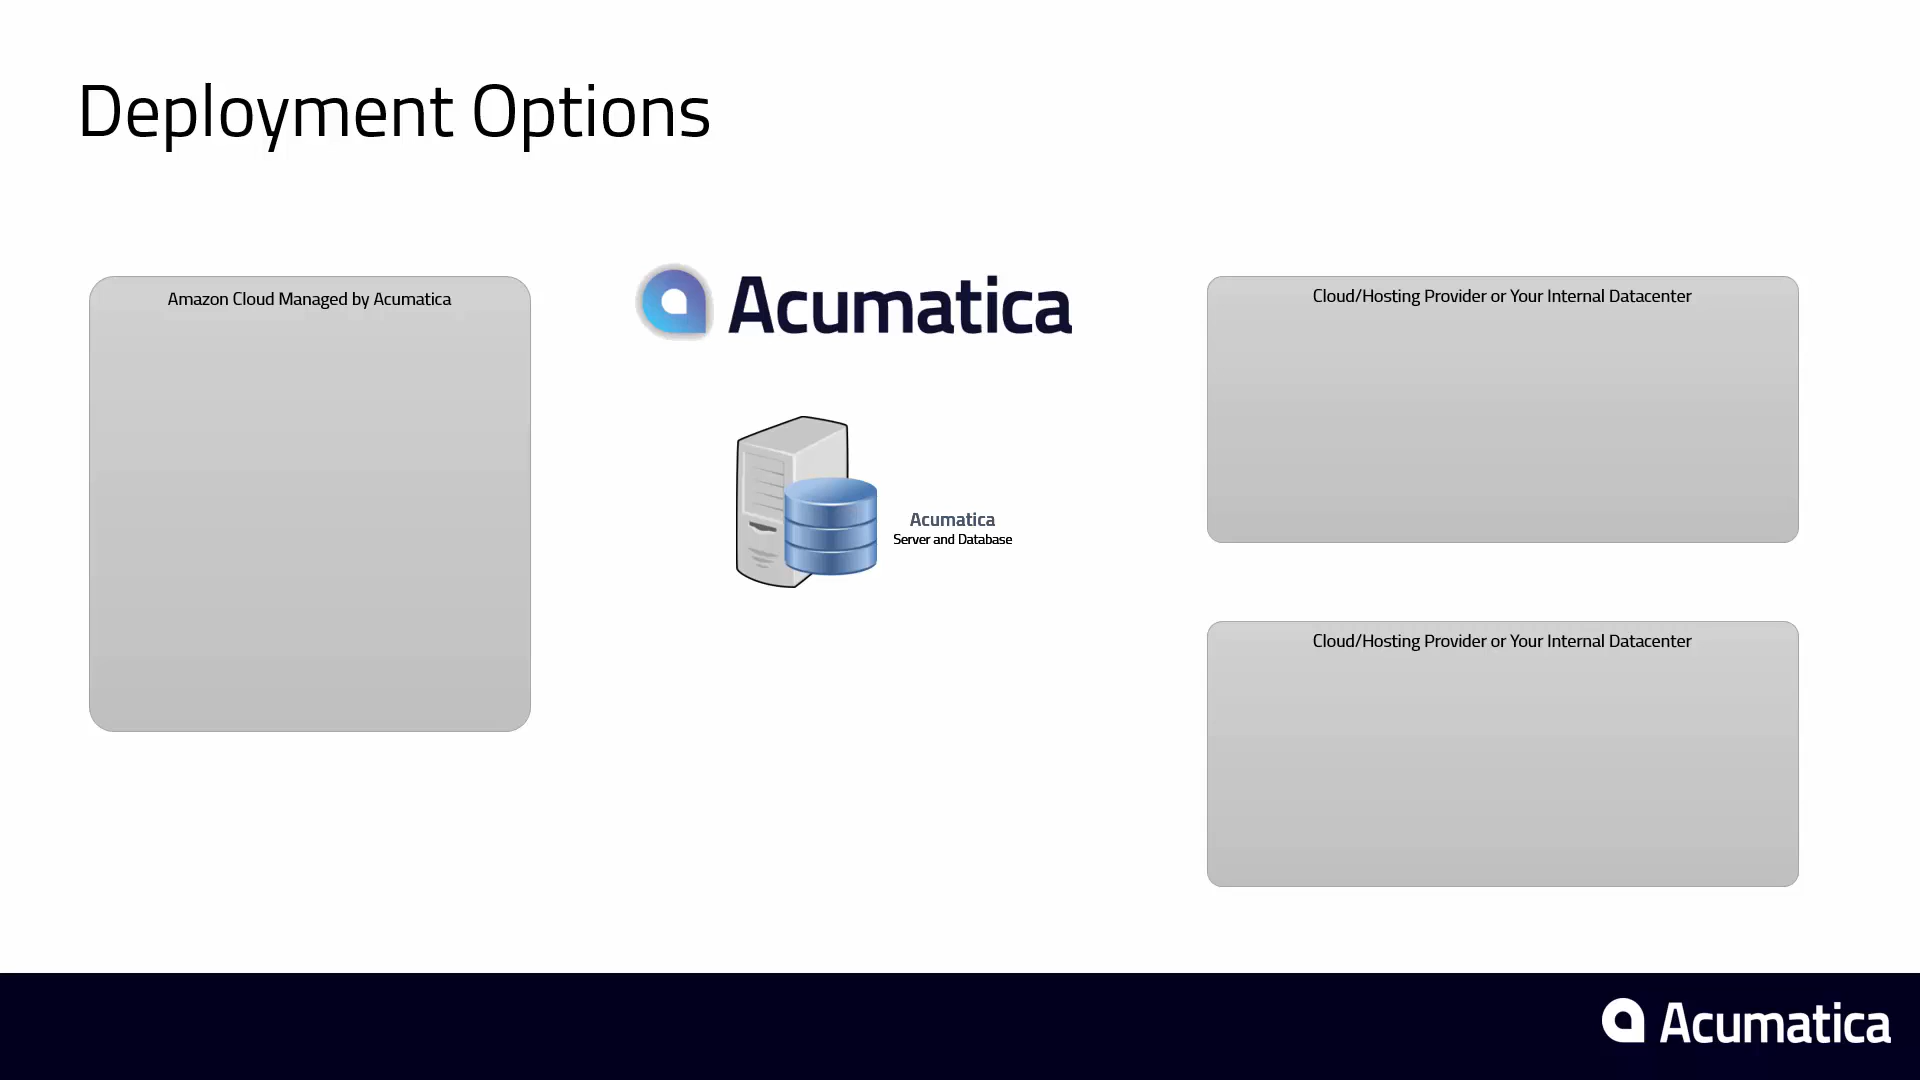 Deployment Options
Amazon Cloud Managed by Acumatica
Acumatica
Acumatica
Server and Database
Cloud/Hosting Provider or Your Internal Datacenter
Cloud/Hosting Provider or Your Internal Datacenter
Acumatica